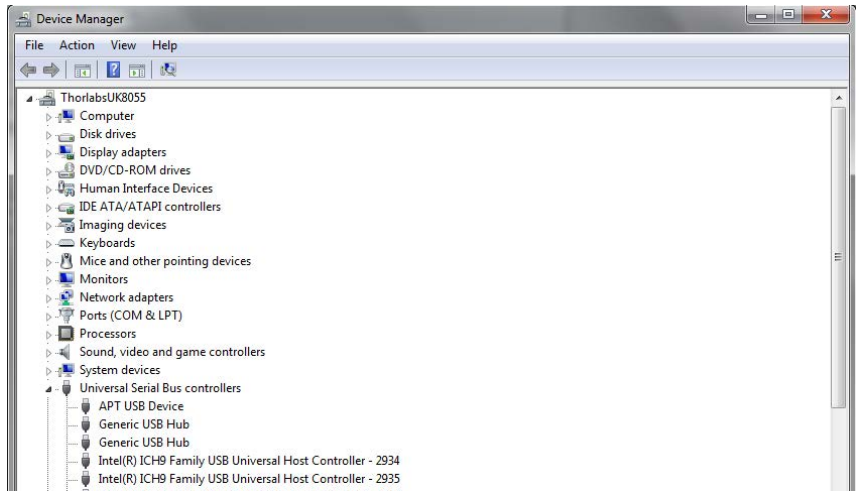 Device Manager
File Action View Help
ThorlabsUK8055
Computer
Disk drives
Display adapters
DVD/CD-ROM drives
Human Interface Devices
IDE ATA/ATAPI controllers
Imaging devices
Keyboards
Mice and other pointing devices
Monitors
Network adapters
Ports (COM & LPT)
Processors
Sound, video and game controllers
System devices
Universal Serial Bus controllers
APT USB Device
Generic USB Hub
Generic USB Hub
Intel(R) ICH9 Family USB Universal Host Controller - 2934
Intel(R) ICH9 Family USB Universal Host Controller - 2935